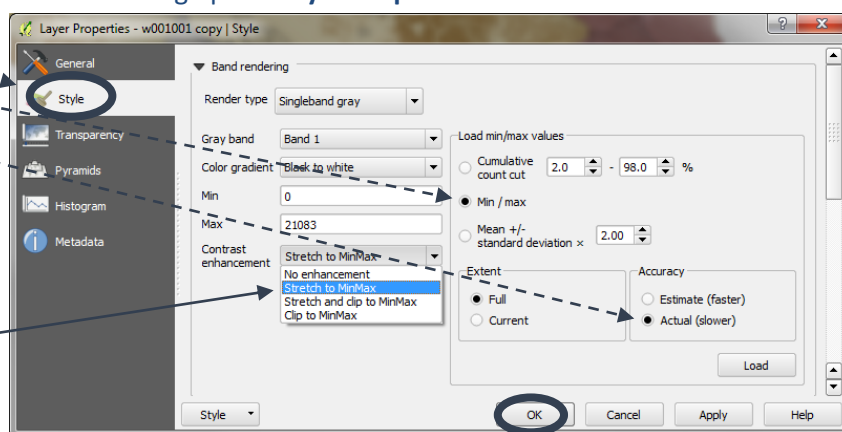 Layer Properties - w001001 copy | Style
General
Style
Transparency
Pyramids
Histogram
Metadata
Band rendering
Render type Singleband gray
Gray band Band 1
Color gradient Black to white
Min 0
Max 21083
Contrast
enhancement
Stretch to MinMax
No enhancement
Stretch to MinMax
Stretch and clip to MinMax
Clip to MinMax
Load min/max values
Cumulative
count cut
2.0 - 98.0 %
Min / max
Mean +/-
standard deviation × 2.00
Extent
Full
Current
Accuracy
Estimate (faster)
Actual (slower)
Load
Style
OK Cancel Apply Help